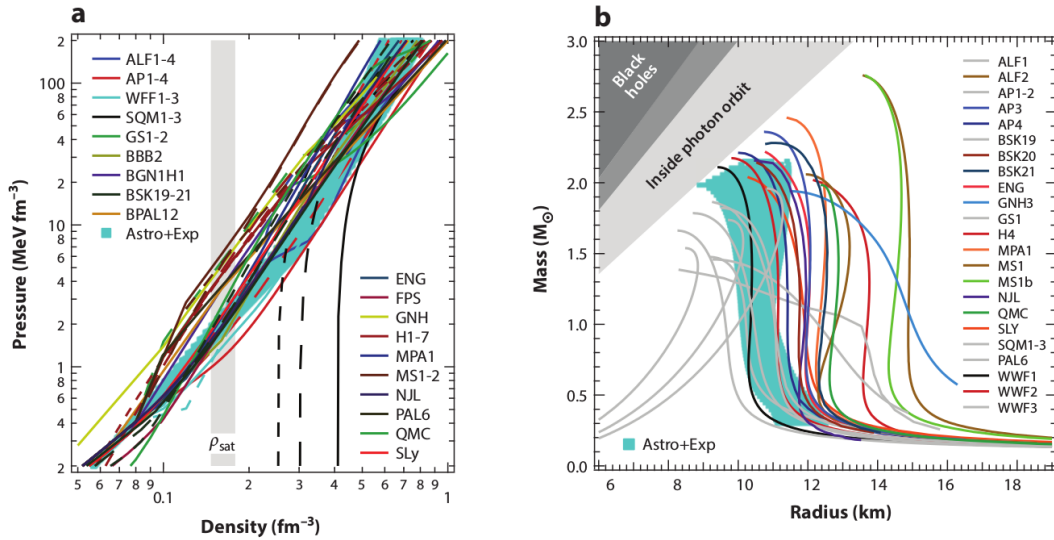 a
Pressure (MeV fm⁻³)
2
100
8
6
4
2
10
8
6
4
2
1
8
6
4
2
ALF1-4
AP1-4
WFF1-3
SQM1-3
GS1-2
BBB2
BGN1H1
BSK19-21
BPAL12
Astro+Exp
ENG
FPS
GNH
H1-7
MPA1
MS1-2
NJL
PAL6
QMC
SLy
ρsat
5 6 7 8 9 0.1 2 3 4 5 6 7 8 9 1
Density (fm⁻³)
b
Mass (M⊙)
3.0
2.5
2.0
1.5
1.0
0.5
0.0
Black
holes
Inside photon orbit
ALF1
ALF2
AP1-2
AP3
AP4
BSK19
BSK20
BSK21
ENG
GNH3
GS1
H4
MPA1
MS1
MS1b
NJL
QMC
SLY
SQM1-3
PAL6
WWF1
WWF2
WWF3
Astro+Exp
6 8 10 12 14 16 18
Radius (km)